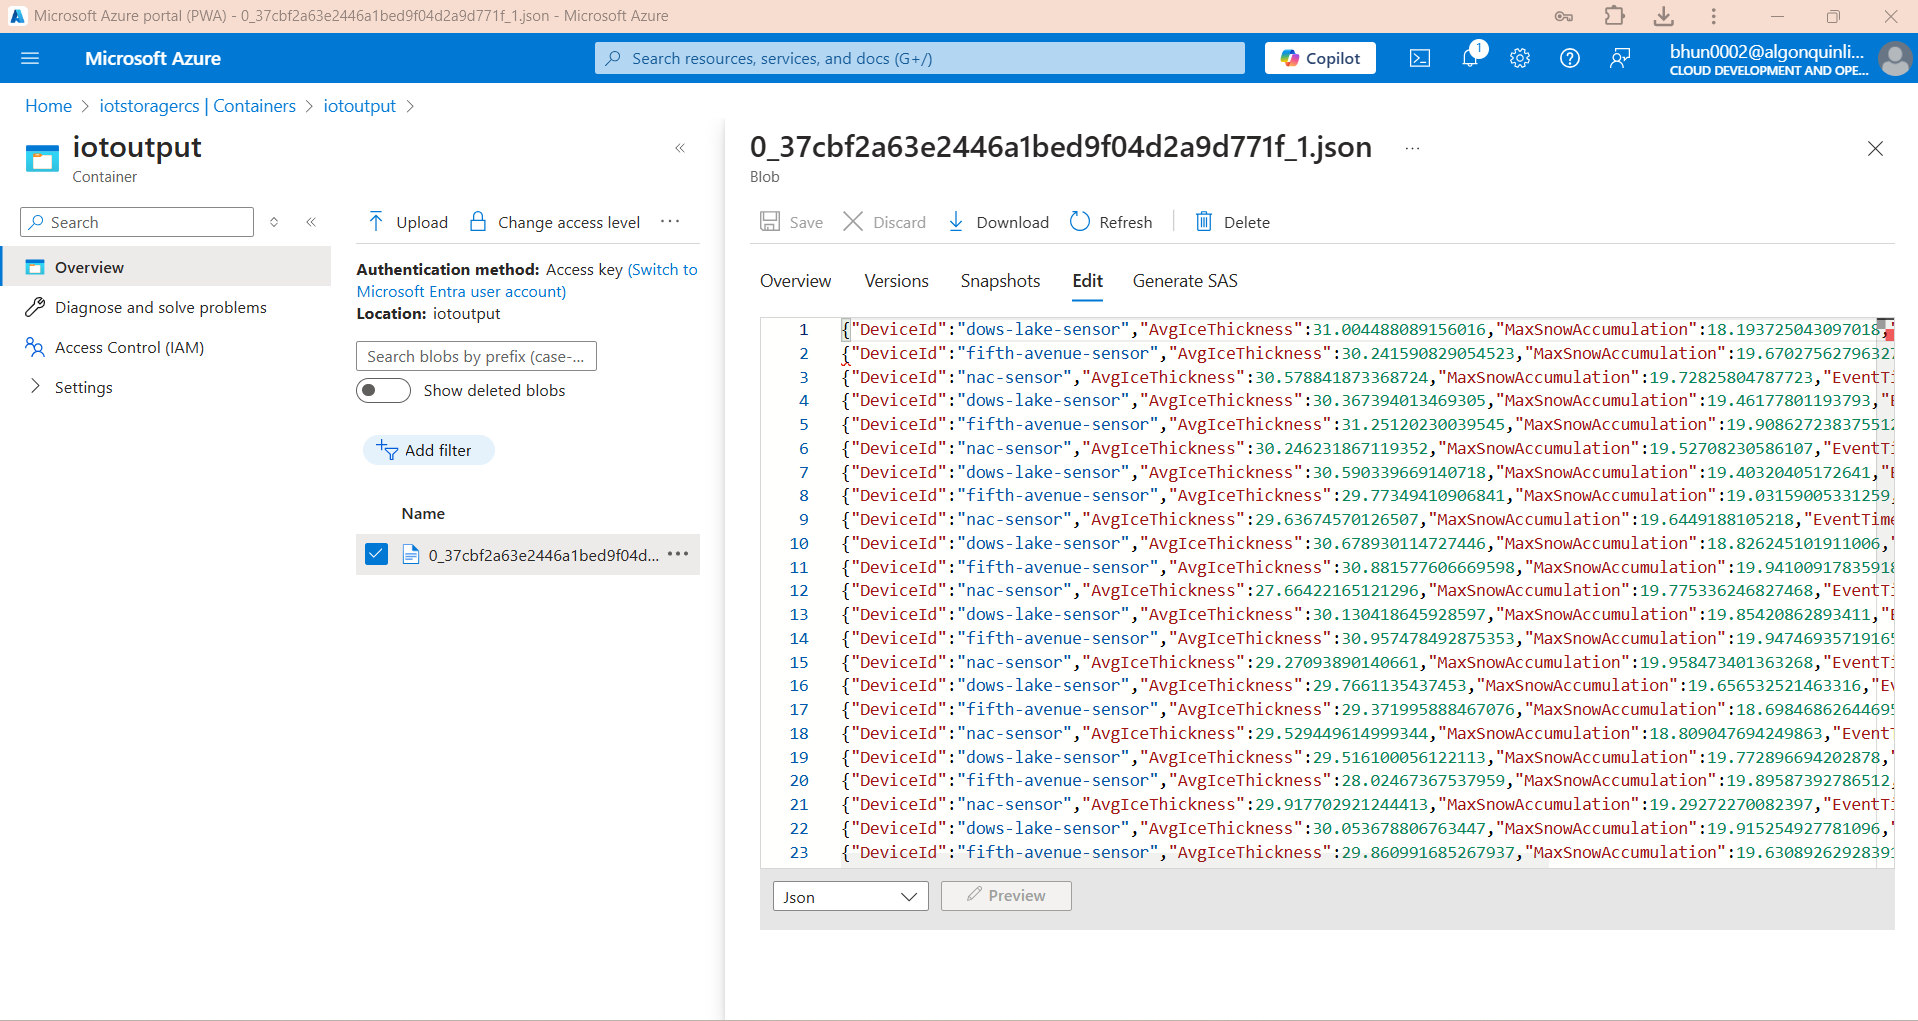 Microsoft Azure portal (PWA) - 0_37cbf2a63e2446a1bed9f04d2a9d771f_1.json - Microsoft Azure
Microsoft Azure
Search resources, services, and docs (G+/)
Copilot
1
bhun0002@algonquinli...
CLOUD DEVELOPMENT AND OPE...
Home > iotstoragercs | Containers > iotoutput >
iotoutput
Container
Search
Overview
Diagnose and solve problems
Access Control (IAM)
Settings
Upload
Change access level
Authentication method: Access key (Switch to
Microsoft Entra user account)
Location: iotoutput
Search blobs by prefix (case-...
Show deleted blobs
Add filter
Name
0_37cbf2a63e2446a1bed9f04d...
0_37cbf2a63e2446a1bed9f04d2a9d771f_1.json
Blob
Save
Discard
Download
Refresh
Delete
Overview
Versions
Snapshots
Edit
Generate SAS
1 {"DeviceId":"dows-lake-sensor","AvgIceThickness":31.004488089156016,"MaxSnowAccumulation":18.193725043097018,"
2 {"DeviceId":"fifth-avenue-sensor","AvgIceThickness":30.241590829054523,"MaxSnowAccumulation":19.67027562796327
3 {"DeviceId":"nac-sensor","AvgIceThickness":30.578841873368724,"MaxSnowAccumulation":19.72825804787723,"EventTi
4 {"DeviceId":"dows-lake-sensor","AvgIceThickness":30.367394013469305,"MaxSnowAccumulation":19.46177801193793,"E
5 {"DeviceId":"fifth-avenue-sensor","AvgIceThickness":31.25120230039545,"MaxSnowAccumulation":19.908627238375512
6 {"DeviceId":"nac-sensor","AvgIceThickness":30.246231867119352,"MaxSnowAccumulation":19.52708230586107,"EventTi
7 {"DeviceId":"dows-lake-sensor","AvgIceThickness":30.590339669140718,"MaxSnowAccumulation":19.40320405172641,"E
8 {"DeviceId":"fifth-avenue-sensor","AvgIceThickness":29.77349410906841,"MaxSnowAccumulation":19.03159005331259,
9 {"DeviceId":"nac-sensor","AvgIceThickness":29.63674570126507,"MaxSnowAccumulation":19.6449188105218,"EventTime
10 {"DeviceId":"dows-lake-sensor","AvgIceThickness":30.678930114727446,"MaxSnowAccumulation":18.826245101911006,"
11 {"DeviceId":"fifth-avenue-sensor","AvgIceThickness":30.881577606669598,"MaxSnowAccumulation":19.94100917835918
12 {"DeviceId":"nac-sensor","AvgIceThickness":27.66422165121296,"MaxSnowAccumulation":19.775336246827468,"EventTi
13 {"DeviceId":"dows-lake-sensor","AvgIceThickness":30.130418645928597,"MaxSnowAccumulation":19.85420862893411,"E
14 {"DeviceId":"fifth-avenue-sensor","AvgIceThickness":30.957478492875353,"MaxSnowAccumulation":19.94746935719165
15 {"DeviceId":"nac-sensor","AvgIceThickness":29.27093890140661,"MaxSnowAccumulation":19.958473401363268,"EventTi
16 {"DeviceId":"dows-lake-sensor","AvgIceThickness":29.7661135437453,"MaxSnowAccumulation":19.656532521463316,"Ev
17 {"DeviceId":"fifth-avenue-sensor","AvgIceThickness":29.371995888467076,"MaxSnowAccumulation":18.69846862644695
18 {"DeviceId":"nac-sensor","AvgIceThickness":29.529449614999344,"MaxSnowAccumulation":18.809047694249863,"EventT
19 {"DeviceId":"dows-lake-sensor","AvgIceThickness":29.516100056122113,"MaxSnowAccumulation":19.772896694202878,"
20 {"DeviceId":"fifth-avenue-sensor","AvgIceThickness":28.02467367537959,"MaxSnowAccumulation":19.89587392786512,
21 {"DeviceId":"nac-sensor","AvgIceThickness":29.917702921244413,"MaxSnowAccumulation":19.29272270082397,"EventTi
22 {"DeviceId":"dows-lake-sensor","AvgIceThickness":30.053678806763447,"MaxSnowAccumulation":19.915254927781096,"
23 {"DeviceId":"fifth-avenue-sensor","AvgIceThickness":29.860991685267937,"MaxSnowAccumulation":19.63089262928391
Json
Preview